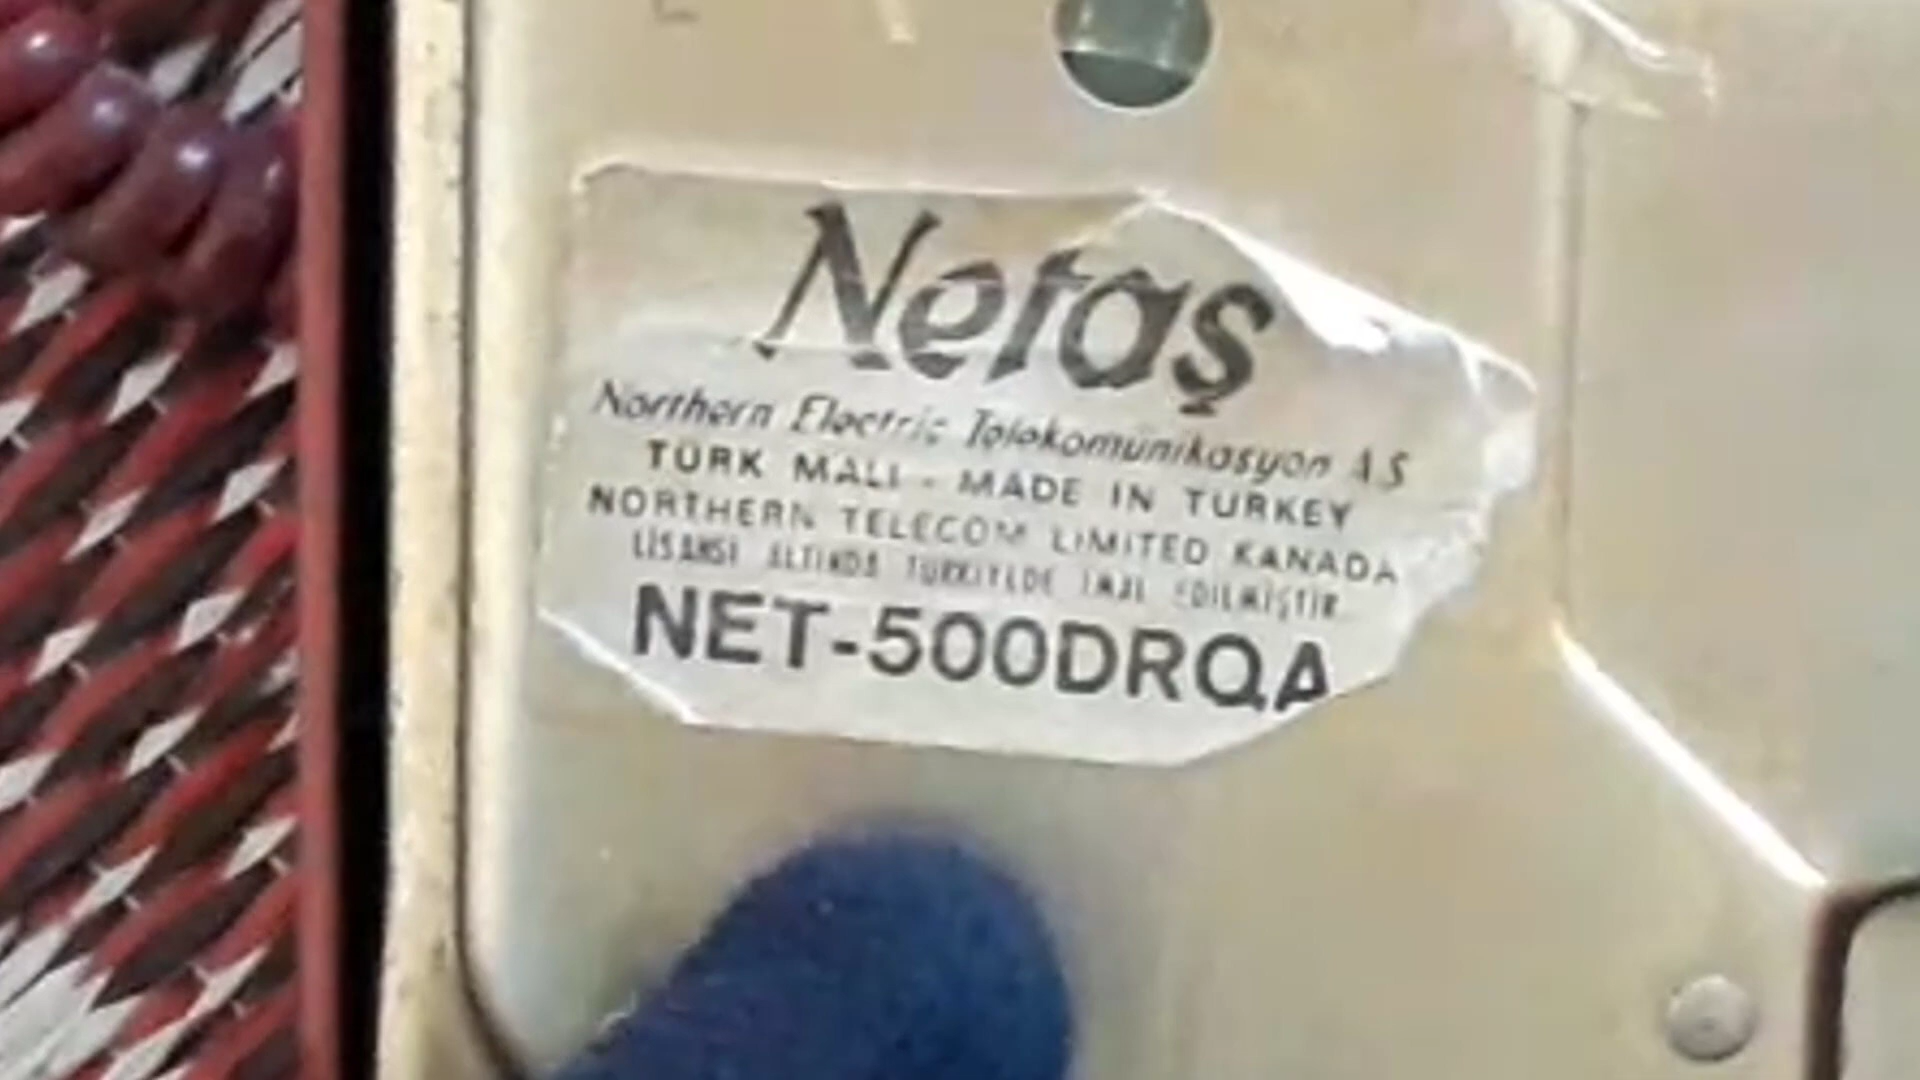 Netaş
Northern Electric Telekomünikasyon A.S
TÜRK MALI - MADE IN TURKEY
NORTHERN TELECOM LIMITED KANADA
LİSANSI ALTINDA TÜRKİYEDE İMAL EDİLMİŞTİR.
NET-500DRQA